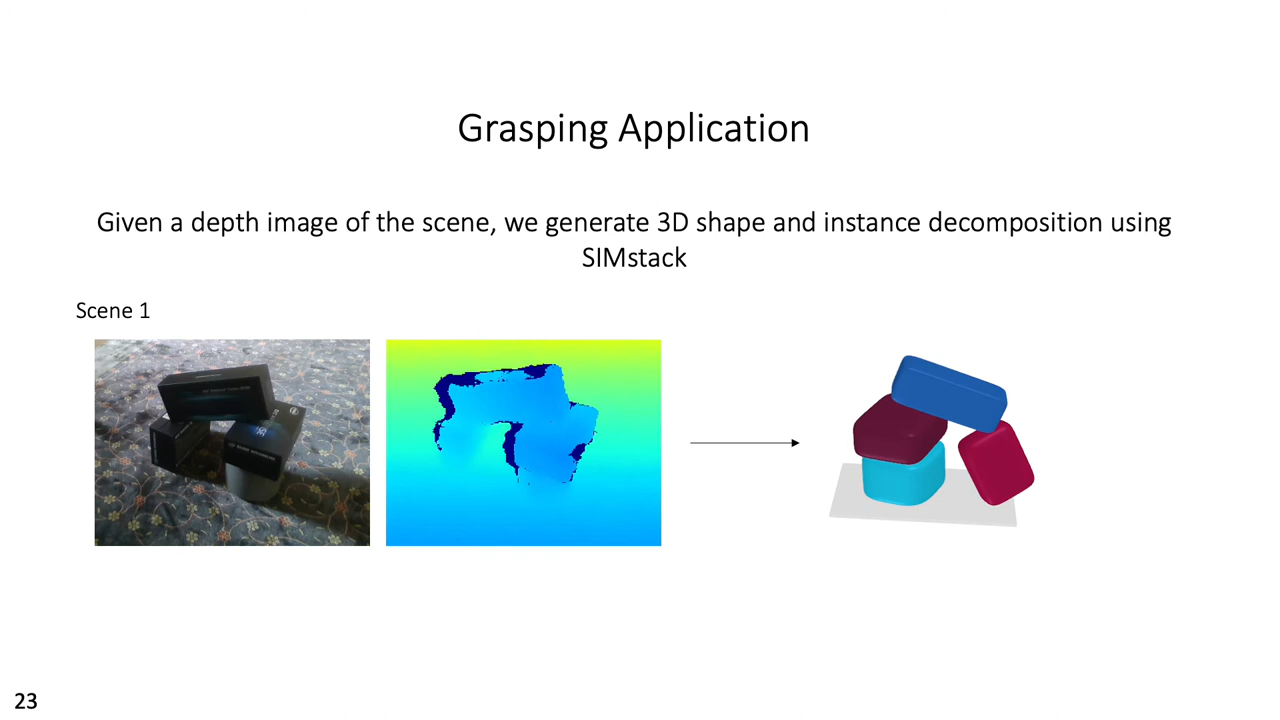 Grasping Application
Given a depth image of the scene, we generate 3D shape and instance decomposition using
SIMstack
Scene 1
23